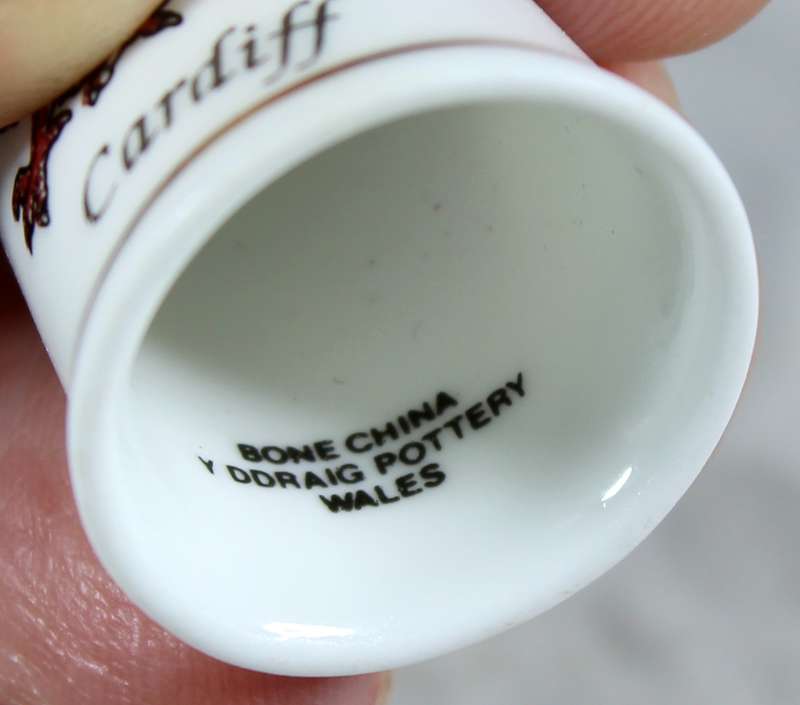 Cardiff
BONE CHINA
Y DDRAIG POTTERY
WALES